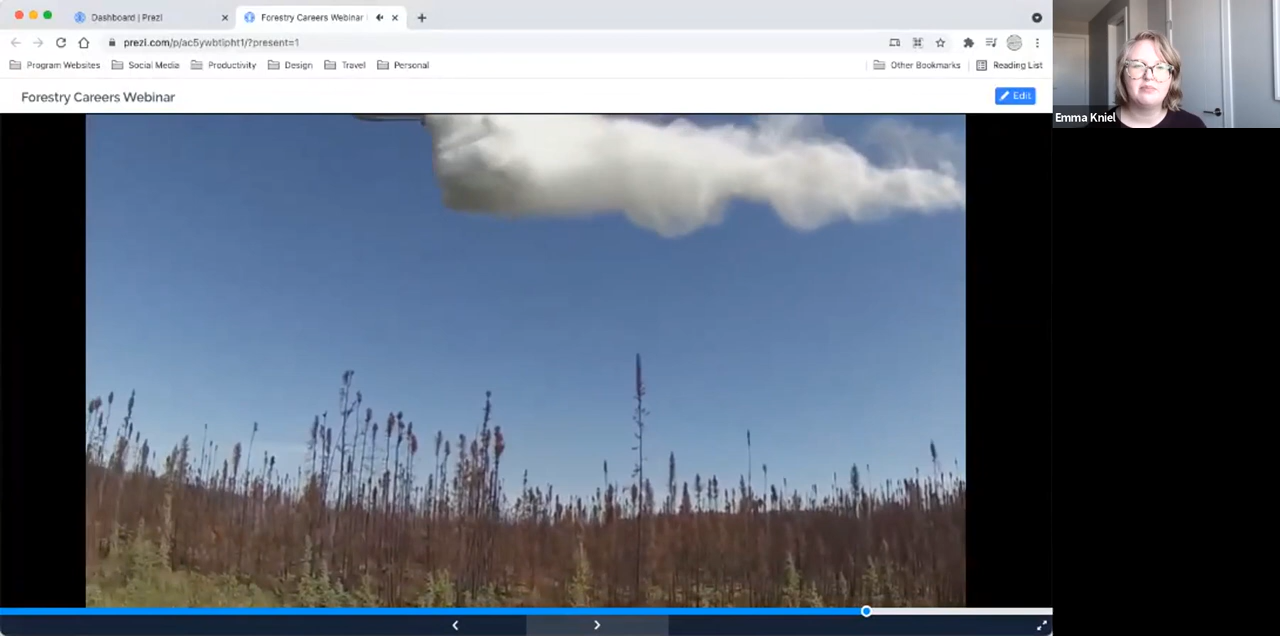 Dashboard | Prezi
Forestry Careers Webinar
prezi.com/p/ac5ywbtipht1/?present=1
Program Websites Social Media Productivity Design Travel Personal Other Bookmarks Reading List
Forestry Careers Webinar
Edit
Emma Kniel